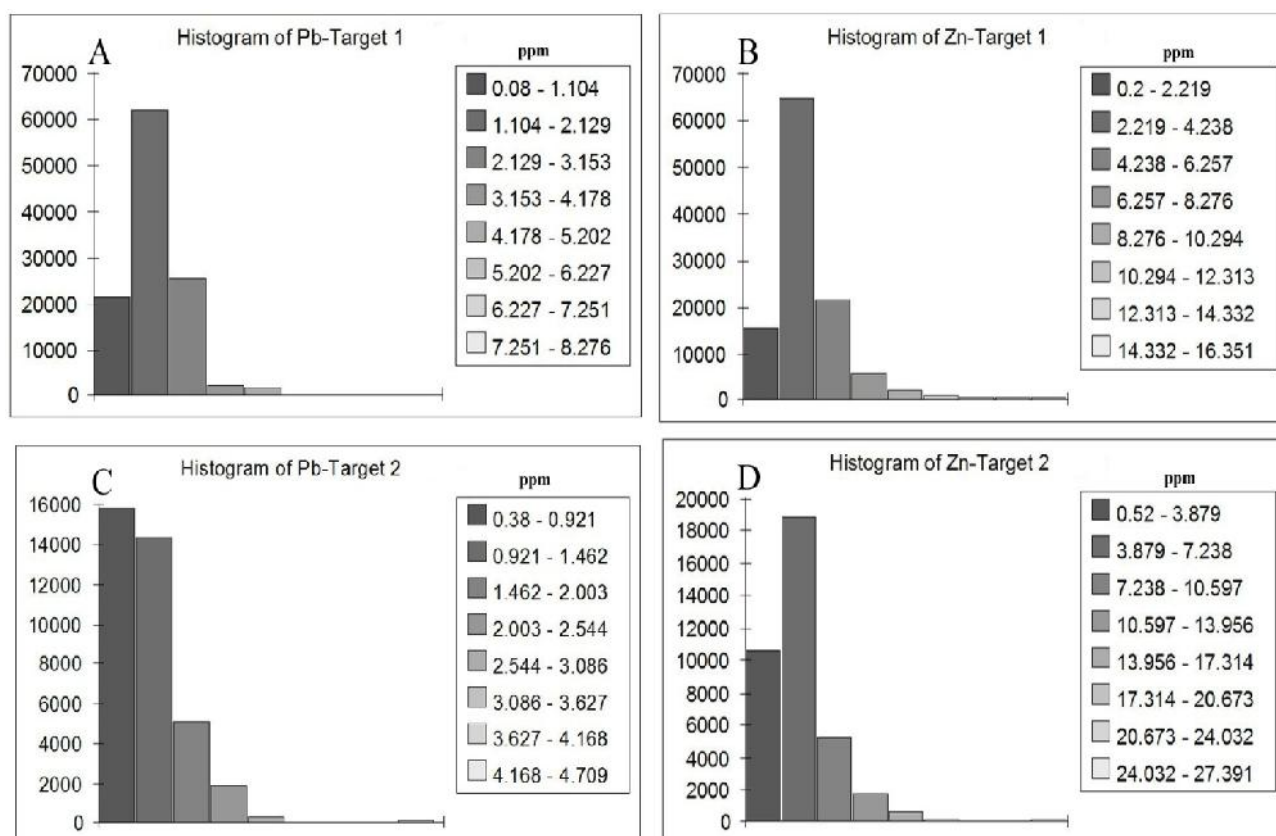 A
Histogram of Pb-Target 1
ppm
70000
60000
50000
40000
30000
20000
10000
0
0.08 - 1.104
1.104 - 2.129
2.129 - 3.153
3.153 - 4.178
4.178 - 5.202
5.202 - 6.227
6.227 - 7.251
7.251 - 8.276
B
Histogram of Zn-Target 1
ppm
70000
60000
50000
40000
30000
20000
10000
0
0.2 - 2.219
2.219 - 4.238
4.238 - 6.257
6.257 - 8.276
8.276 - 10.294
10.294 - 12.313
12.313 - 14.332
14.332 - 16.351
C
Histogram of Pb-Target 2
ppm
16000
14000
12000
10000
8000
6000
4000
2000
0
0.38 - 0.921
0.921 - 1.462
1.462 - 2.003
2.003 - 2.544
2.544 - 3.086
3.086 - 3.627
3.627 - 4.168
4.168 - 4.709
D
Histogram of Zn-Target 2
ppm
20000
18000
16000
14000
12000
10000
8000
6000
4000
2000
0
0.52 - 3.879
3.879 - 7.238
7.238 - 10.597
10.597 - 13.956
13.956 - 17.314
17.314 - 20.673
20.673 - 24.032
24.032 - 27.391